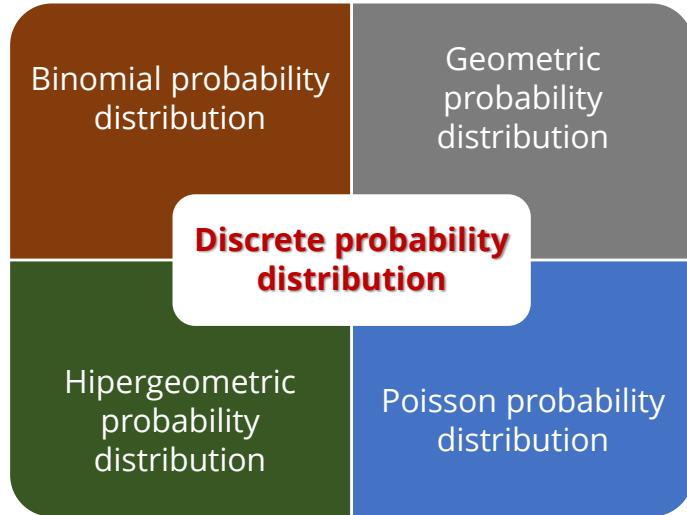 Binomial probability
distribution
Geometric
probability
distribution
Discrete probability
distribution
Hipergeometric
probability
distribution
Poisson probability
distribution